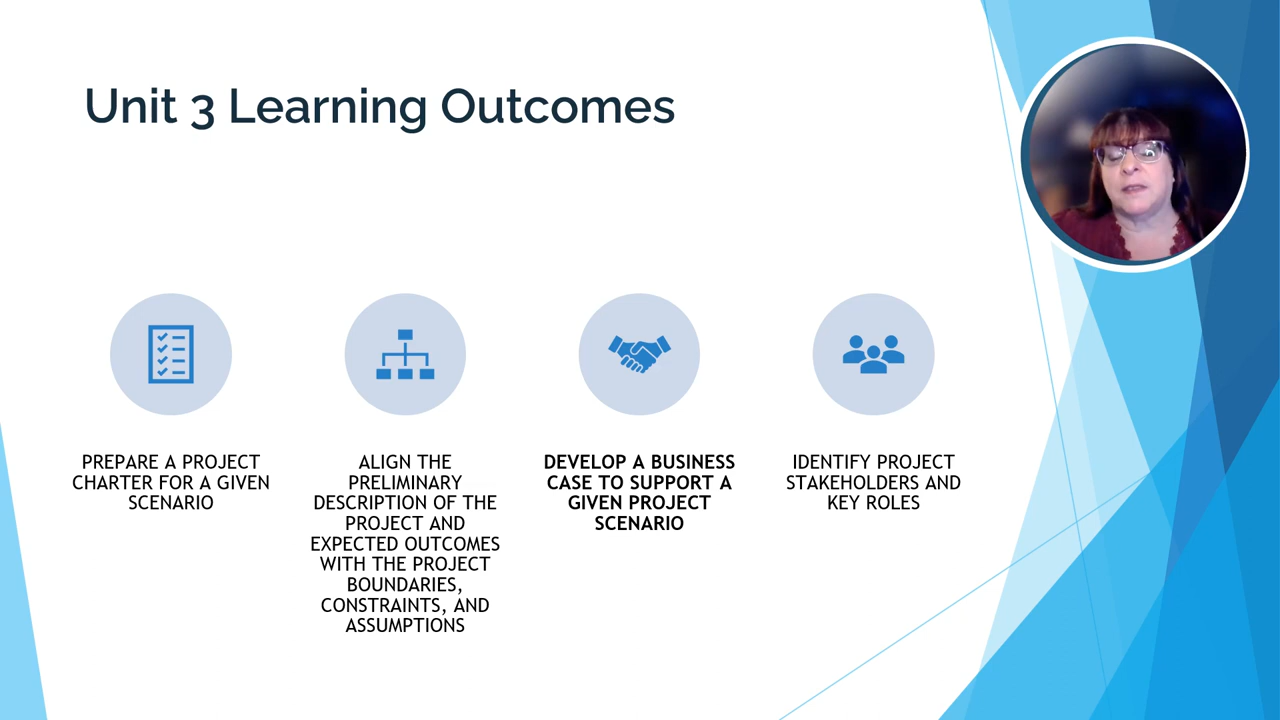 Unit 3 Learning Outcomes
PREPARE A PROJECT
CHARTER FOR A GIVEN
SCENARIO
ALIGN THE
PRELIMINARY
DESCRIPTION OF THE
PROJECT AND
EXPECTED OUTCOMES
WITH THE PROJECT
BOUNDARIES,
CONSTRAINTS, AND
ASSUMPTIONS
DEVELOP A BUSINESS
CASE TO SUPPORT A
GIVEN PROJECT
SCENARIO
IDENTIFY PROJECT
STAKEHOLDERS AND
KEY ROLES